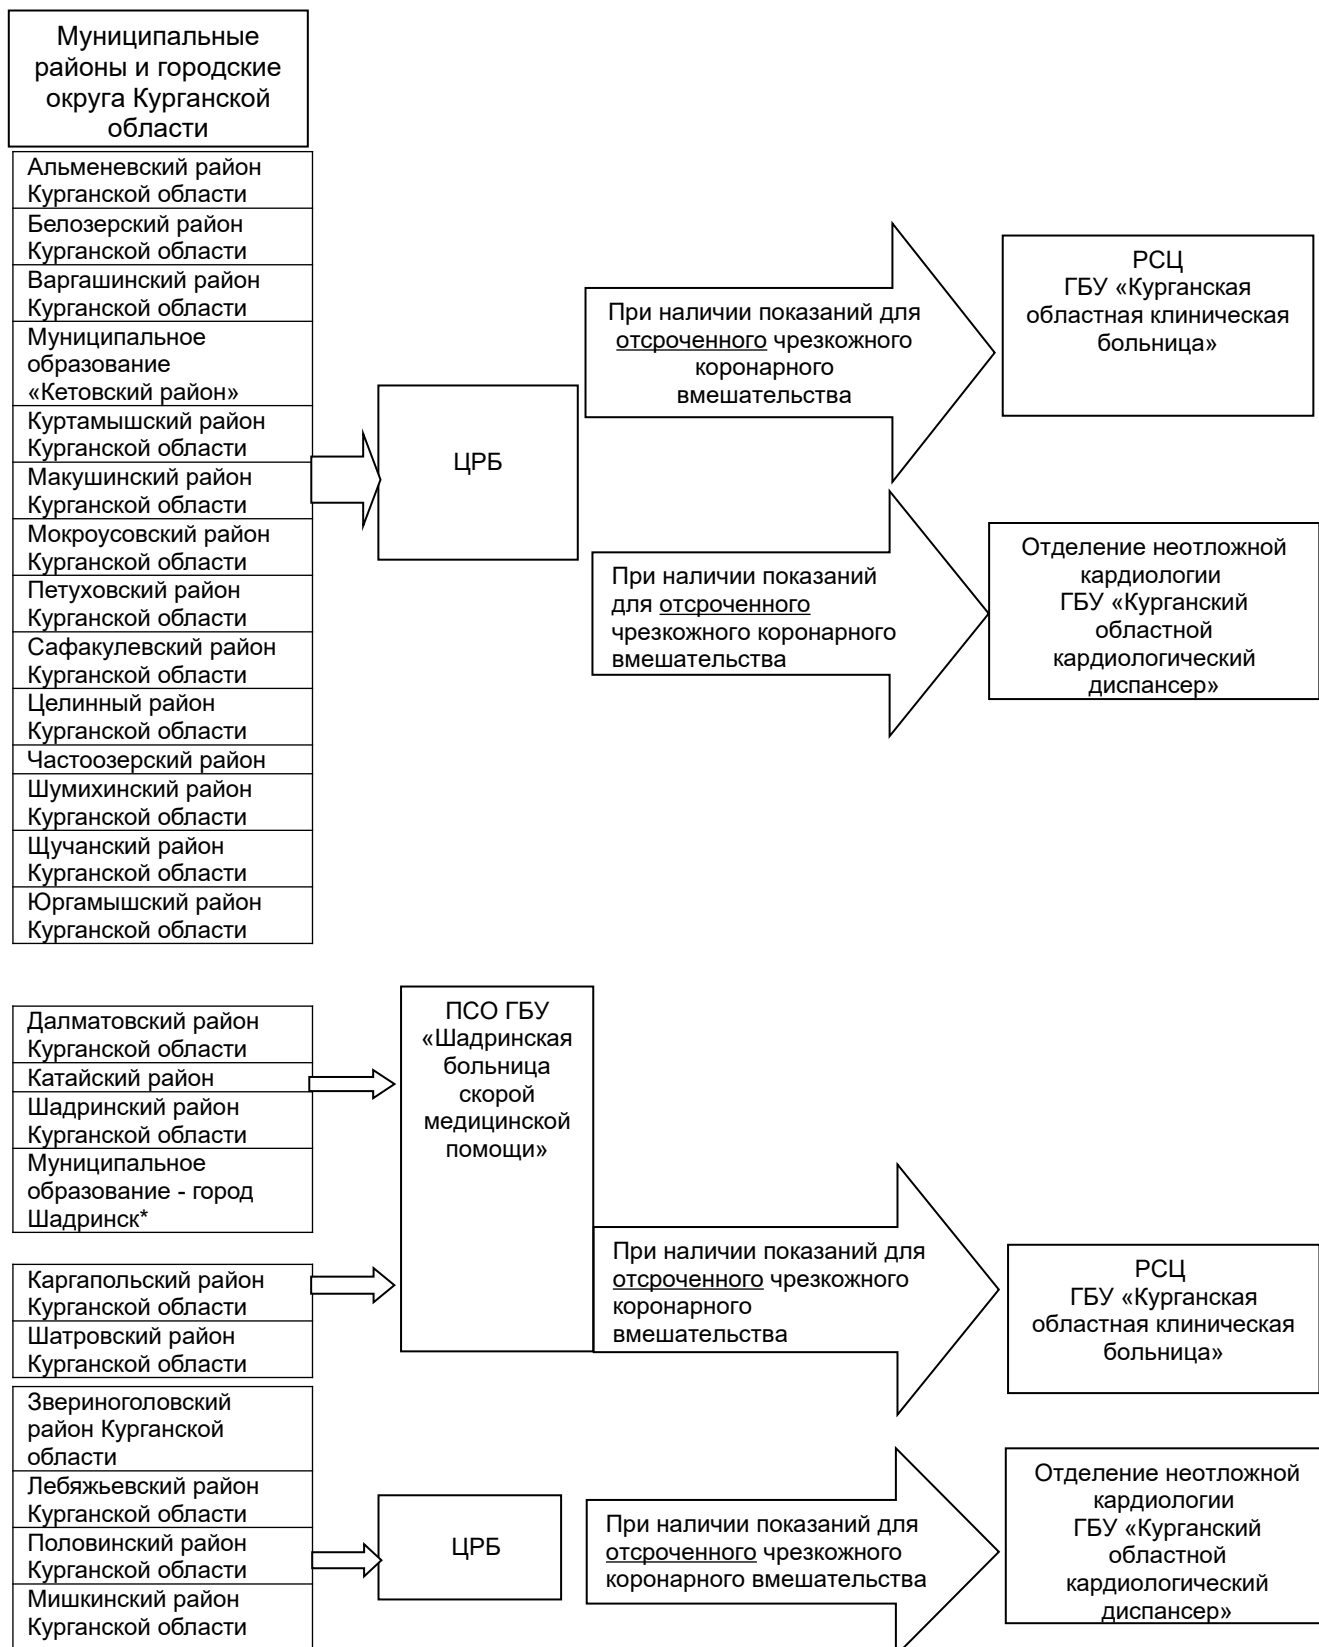 Муниципальные
районы и городские
округа Курганской
области
Альменевский район
Курганской области
Белозерский район
Курганской области
Варгашинский район
Курганской области
Муниципальное
образование
«Кетовский район»
Куртамышский район
Курганской области
Макушинский район
Курганской области
Мокроусовский район
Курганской области
Петуховский район
Курганской области
Сафакулевский район
Курганской области
Целинный район
Курганской области
Частоозерский район
Шумихинский район
Курганской области
Щучанский район
Курганской области
Юргамышский район
Курганской области
ЦРБ
При наличии показаний для
отсроченного чрезкожного
коронарного
вмешательства
РСЦ
ГБУ «Курганская
областная клиническая
больница»
При наличии показаний
для отсроченного
чрезкожного коронарного
вмешательства
Отделение неотложной
кардиологии
ГБУ «Курганский
областной
кардиологический
диспансер»
Далматовский район
Курганской области
Катайский район
Шадринский район
Курганской области
Муниципальное
образование - город
Шадринск*
Каргапольский район
Курганской области
Шатровский район
Курганской области
ПСО ГБУ
«Шадринская
больница
скорой
медицинской
помощи»
При наличии показаний для
отсроченного чрезкожного
коронарного
вмешательства
РСЦ
ГБУ «Курганская
областная клиническая
больница»
Звериноголовский
район Курганской
области
Лебяжьевский район
Курганской области
Половинский район
Курганской области
Мишкинский район
Курганской области
ЦРБ
При наличии показаний для
отсроченного чрезкожного
коронарного вмешательства
Отделение неотложной
кардиологии
ГБУ «Курганский
областной
кардиологический
диспансер»